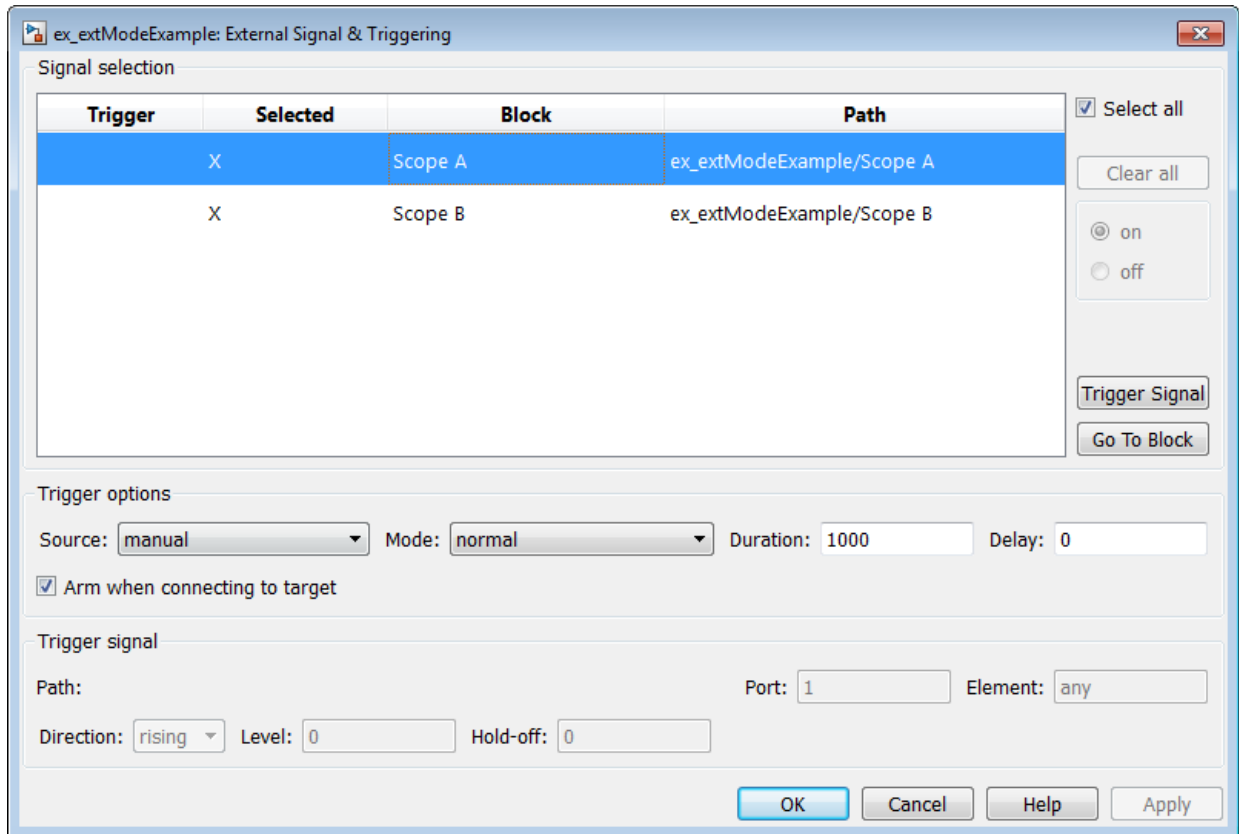 ex_extModeExample: External Signal & Triggering
Signal selection
Trigger Selected Block Path
X Scope A ex_extModeExample/Scope A
X Scope B ex_extModeExample/Scope B
Select all
Clear all
on
off
Trigger Signal
Go To Block
Trigger options
Source: manual Mode: normal Duration: 1000 Delay: 0
Arm when connecting to target
Trigger signal
Path: Port: 1 Element: any
Direction: rising Level: 0 Hold-off: 0
OK Cancel Help Apply